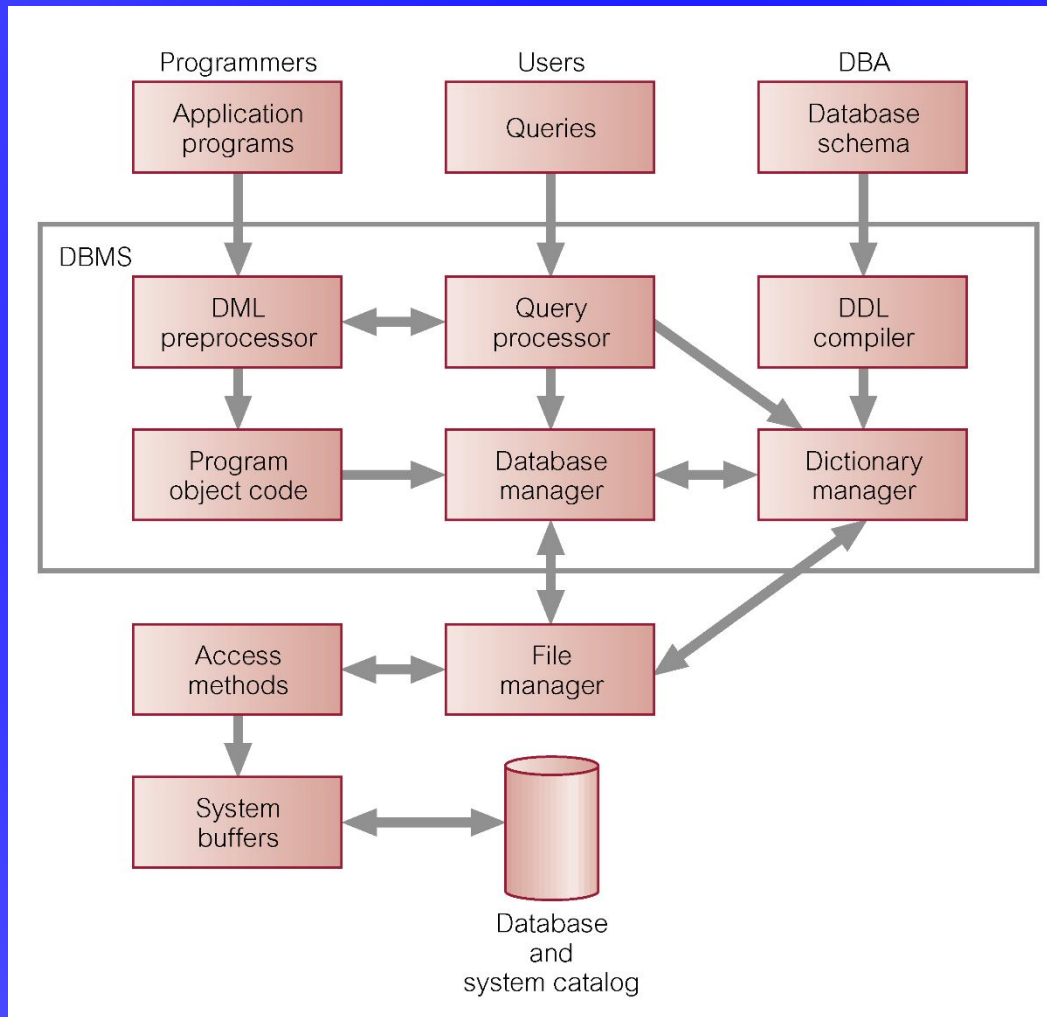 Programmers
Users
DBA
Application
programs
Queries
Database
schema
DBMS
DML
preprocessor
Query
processor
DDL
compiler
Program
object code
Database
manager
Dictionary
manager
Access
methods
File
manager
System
buffers
Database
and
system catalog